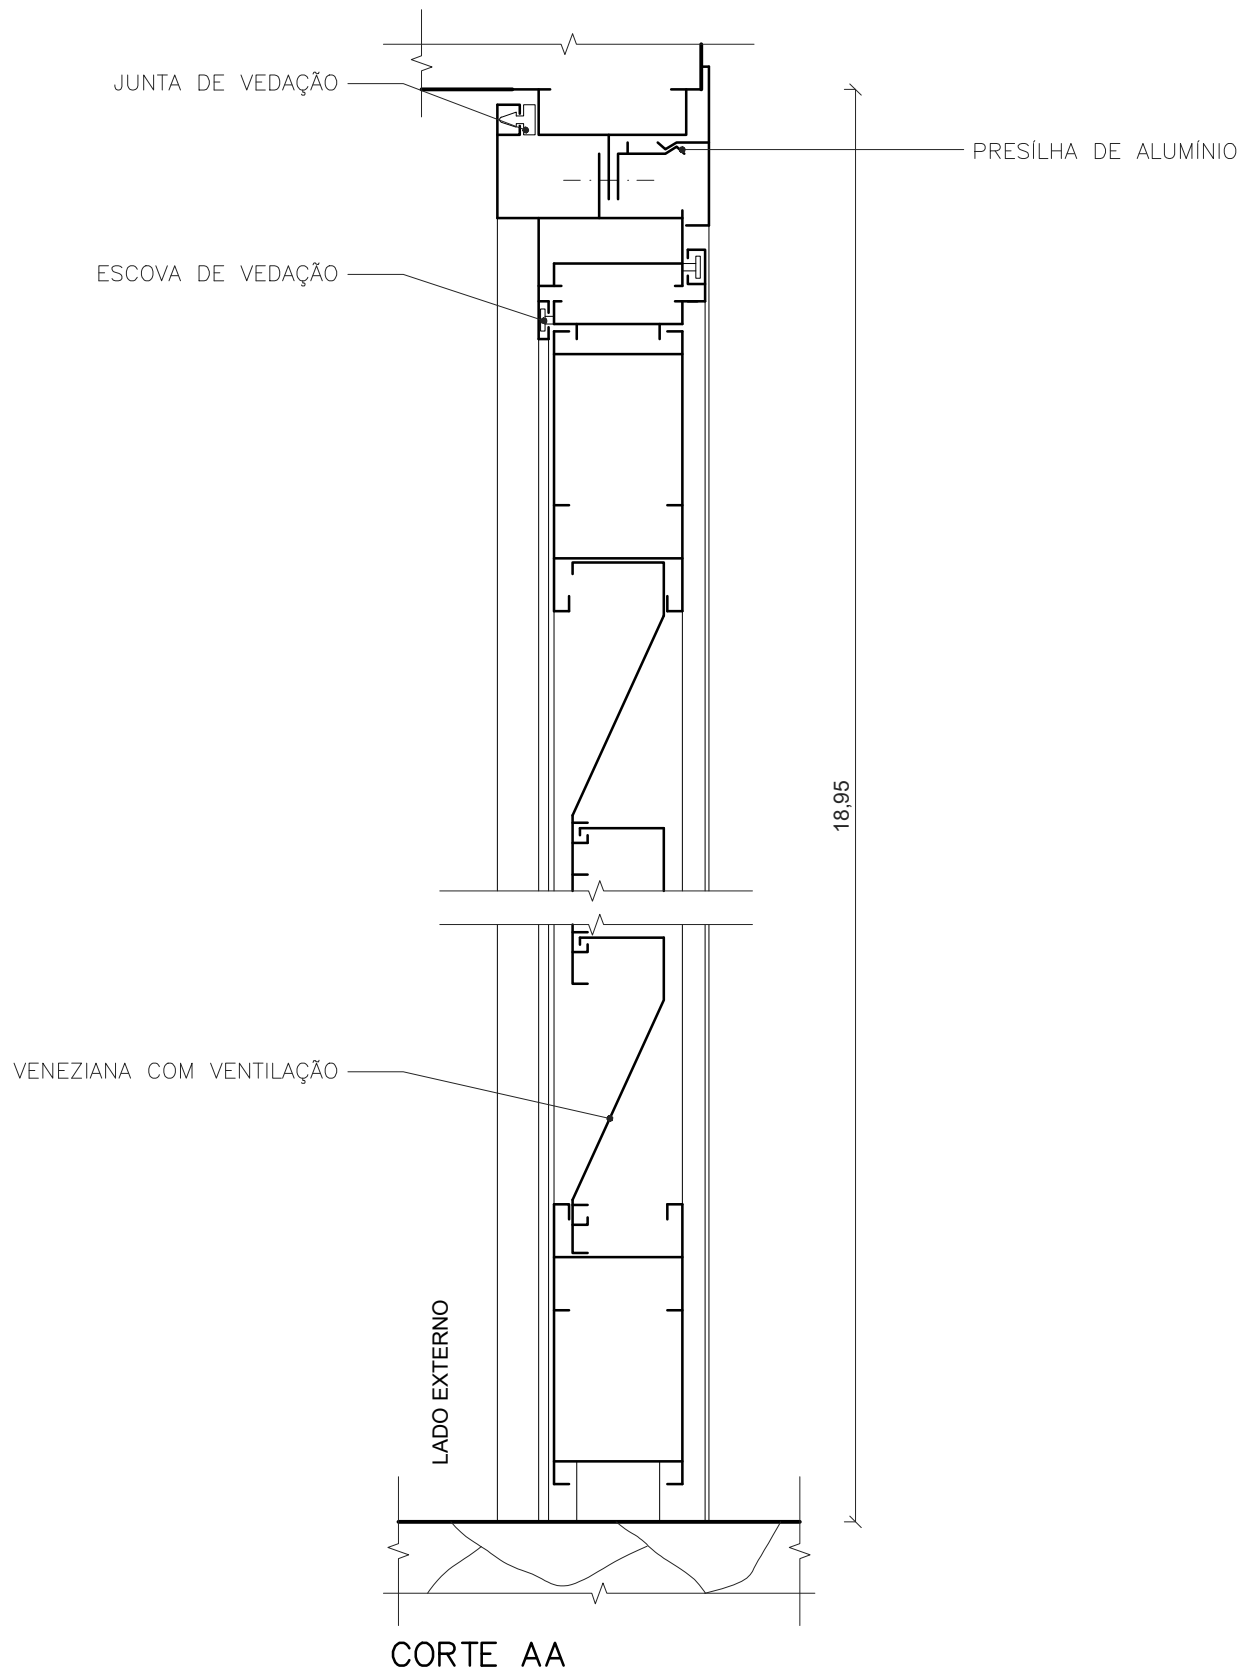 JUNTA DE VEDAÇÃO
PRESÍLHA DE ALUMÍNIO
ESCOVA DE VEDAÇÃO
18,95
VENEZIANA COM VENTILAÇÃO
LADO EXTERNO
CORTE AA